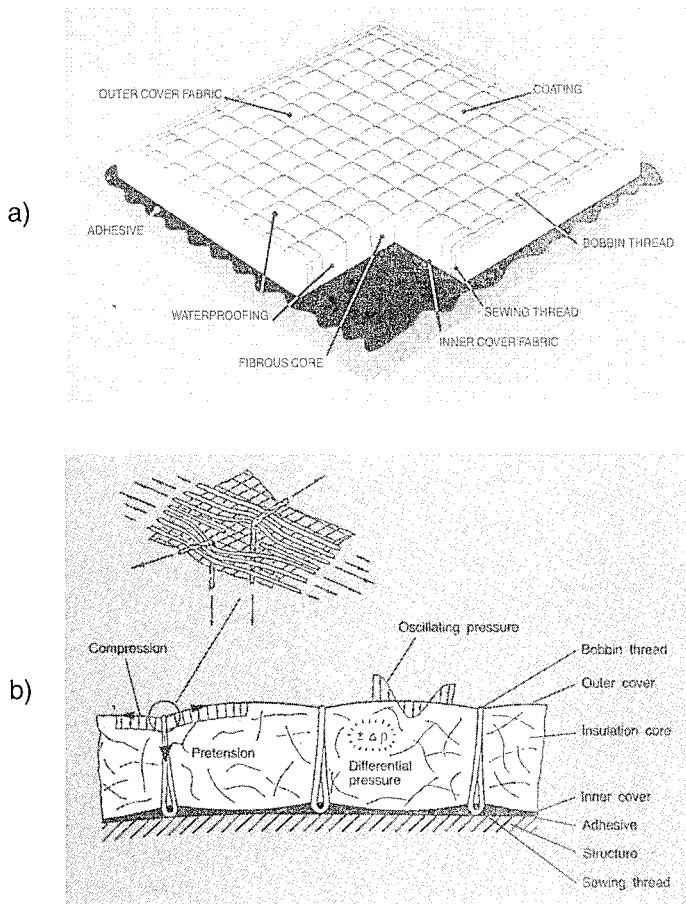 a)
OUTER COVER FABRIC
COATING
ADHESIVE
BOBBIN THREAD
WATERPROOFING
SEWING THREAD
FIBROUS CORE
INNER COVER FABRIC
b)
Oscillating pressure
Compression
Bobbin thread
Outer cover
± Δ p
Insulation core
Pretension
Differential
pressure
Inner cover
Adhesive
Structure
Sewing thread